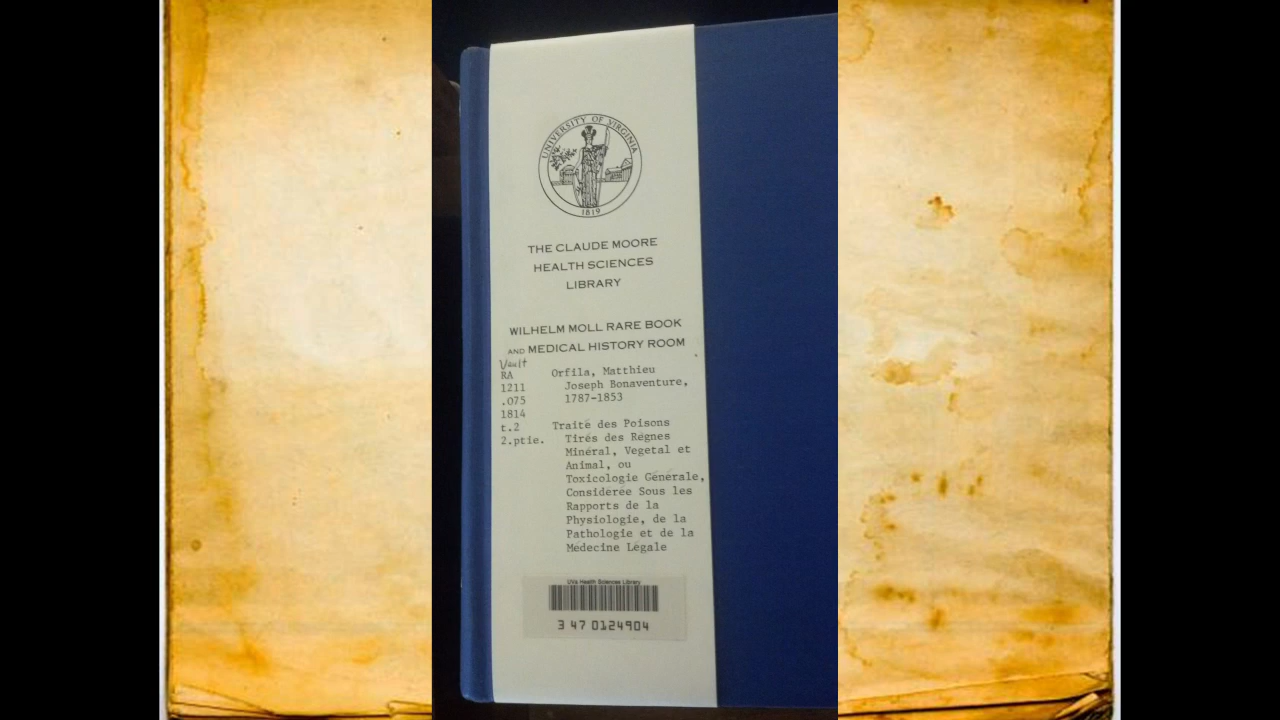 UNIVERSITY OF VIRGINIA
1819
THE CLAUDE MOORE
HEALTH SCIENCES
LIBRARY
WILHELM MOLL RARE BOOK
AND MEDICAL HISTORY ROOM
Vault
RA
1211
.075
1814
t.2
2.ptie.
Orfila, Matthieu
Joseph Bonaventure,
1787-1853
Traité des Poisons
Tirés des Régnes
Minéral, Vegetal et
Animal, ou
Toxicologie Générale,
Considérée Sous les
Rapports de la
Physiologie, de la
Pathologie et de la
Médecine Légale
UVa Health Sciences Library
3 47 0124904